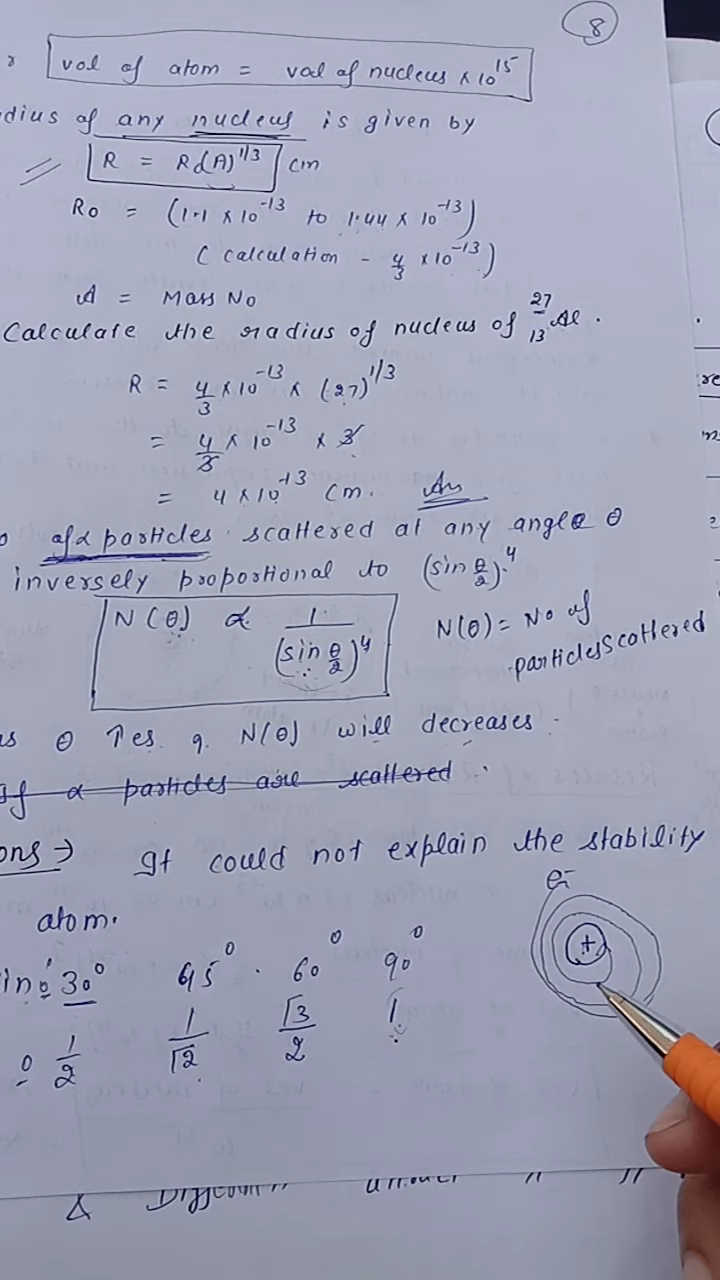 8
vol of atom = vol of nucleus × 10^15
dius of any nucleus is given by
R = R₀(A)^1/3 cm
R₀ = (1.1 × 10^-13 to 1.44 × 10^-13)
(Calculation - 4/3 × 10^-13)
A = Mass No
Calculate the radius of nucleus of 27 13 Al.
R = 4/3 × 10^-13 × (27)^1/3
= 4/3 × 10^-13 × 3
= 4 × 10^-13 cm. An
of α particles scattered at any angle θ
inversely proportional to (sin θ/2)^4
N(θ) ∝ 1/(sin θ/2)^4 N(θ) = No of particles scattered
as θ ↑es q. N(θ) will decreases.
If α particles are scattered.
ons → It could not explain the stability
atom. e-
+
in 0° 30° 45° 60° 90°
0 1/2 1/√2 √3/2 1